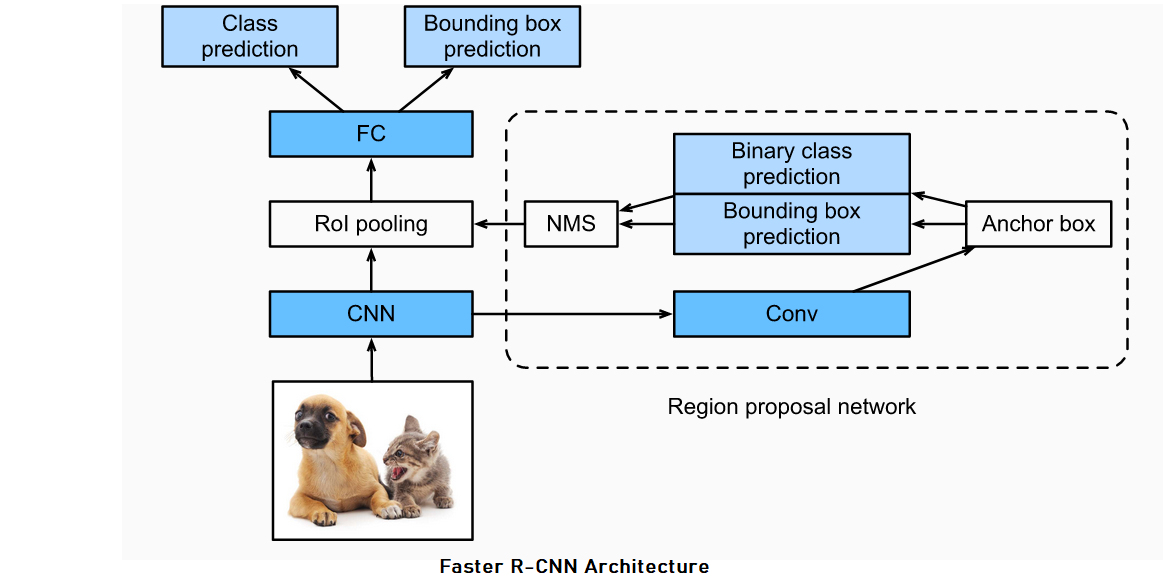 Class
prediction
Bounding box
prediction
FC
Binary class
prediction
RoI pooling
NMS
Bounding box
prediction
Anchor box
CNN
Conv
Region proposal network
Faster R-CNN Architecture